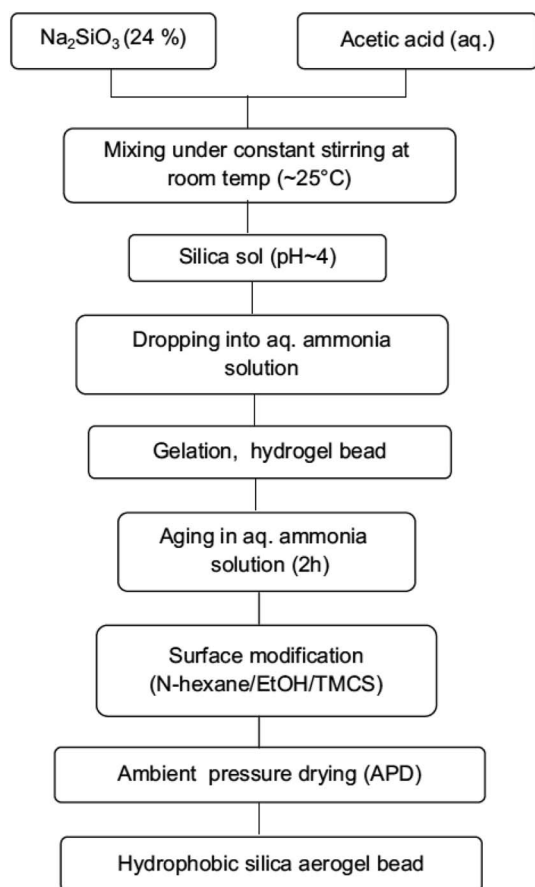 Na₂SiO₃ (24 %)
Acetic acid (aq.)
Mixing under constant stirring at
room temp (~25°C)
Silica sol (pH~4)
Dropping into aq. ammonia
solution
Gelation, hydrogel bead
Aging in aq. ammonia
solution (2h)
Surface modification
(N-hexane/EtOH/TMCS)
Ambient pressure drying (APD)
Hydrophobic silica aerogel bead